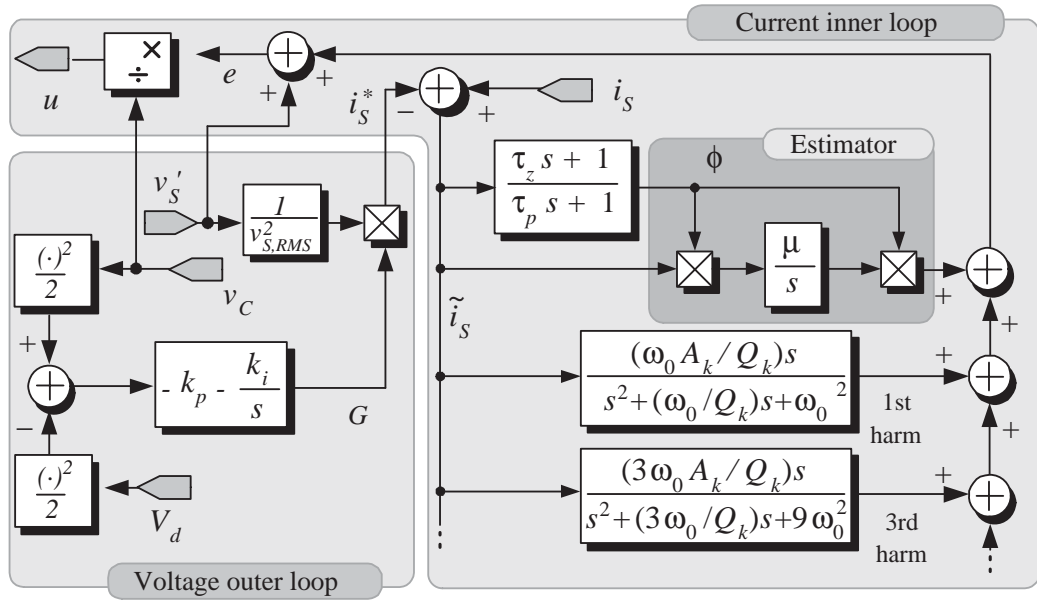 Current inner loop
×
÷
u
e
+
+
+
i_S^*
−
+
+
i_S
Estimator
τ_z s + 1
τ_p s + 1
ϕ
v_S'
1
v_{S,RMS}^2
×
×
μ
s
×
+
+
(·)^2
2
v_C
ĩ_S
+
+
−
- k_p - k_i
s
G
(ω_0 A_k/Q_k)s
s^2+(ω_0/Q_k)s+ω_0^2
+
1st
harm
+
(·)^2
2
V_d
(3ω_0 A_k/Q_k)s
s^2+(3ω_0/Q_k)s+9ω_0^2
+
3rd
harm
+
Voltage outer loop